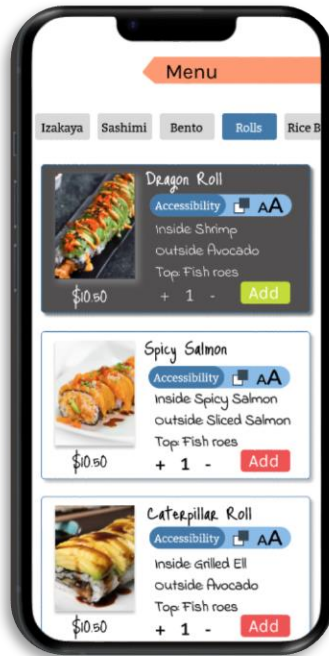 Menu
Izakaya Sashimi Bento Rolls Rice B
Dragon Roll
Accessibility AA
Inside Shrimp
Outside Avocado
Top: Fish roes
$10.50 + 1 - Add
Spicy Salmon
Accessibility AA
Inside Spicy Salmon
Outside Sliced Salmon
Top: Fish roes
$10.50 + 1 - Add
Caterpillar Roll
Accessibility AA
Inside Grilled Ell
Outside Avocado
Top: Fish roes
$10.50 + 1 - Add